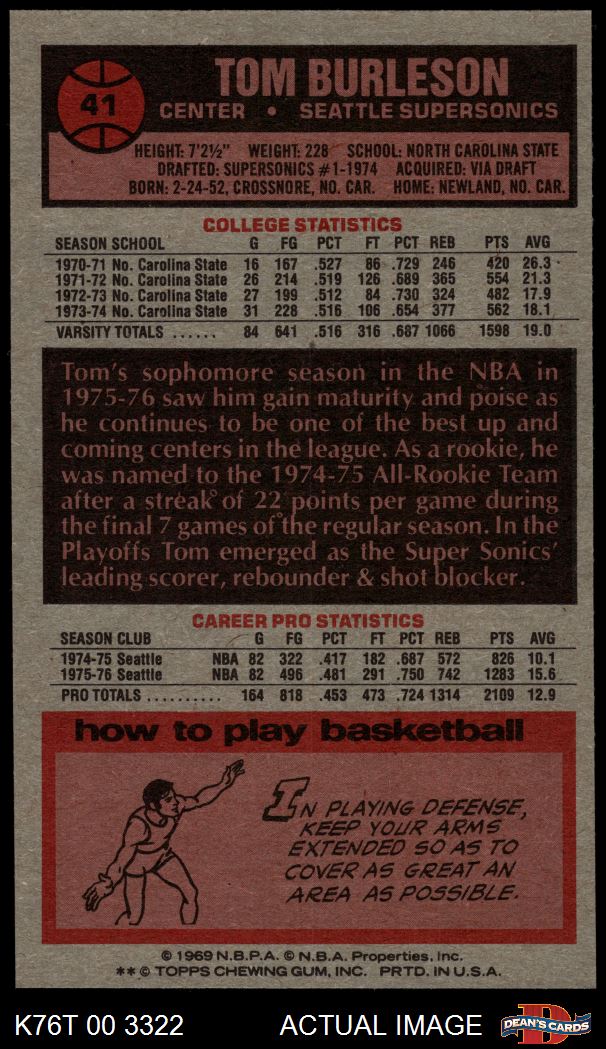 41
TOM BURLESON
CENTER • SEATTLE SUPERSONICS
HEIGHT: 7'2½" WEIGHT: 228 SCHOOL: NORTH CAROLINA STATE
DRAFTED: SUPERSONICS #1-1974 ACQUIRED: VIA DRAFT
BORN: 2-24-52, CROSSNORE, NO. CAR. HOME: NEWLAND, NO. CAR.
COLLEGE STATISTICS
SEASON SCHOOL G FG PCT FT PCT REB PTS AVG
1970-71 No. Carolina State 16 167 .527 86 .729 246 420 26.3
1971-72 No. Carolina State 26 214 .519 126 .689 365 554 21.3
1972-73 No. Carolina State 27 199 .512 84 .730 324 482 17.9
1973-74 No. Carolina State 31 228 .516 106 .654 377 562 18.1
VARSITY TOTALS ...... 84 641 .516 316 .687 1066 1598 19.0
Tom's sophomore season in the NBA in
1975-76 saw him gain maturity and poise as
he continues to be one of the best up and
coming centers in the league. As a rookie, he
was named to the 1974-75 All-Rookie Team
after a streak of 22 points per game during
the final 7 games of the regular season. In the
Playoffs Tom emerged as the Super Sonics'
leading scorer, rebounder & shot blocker.
CAREER PRO STATISTICS
SEASON CLUB G FG PCT FT PCT REB PTS AVG
1974-75 Seattle NBA 82 322 .417 182 .687 572 826 10.1
1975-76 Seattle NBA 82 496 .481 291 .750 742 1283 15.6
PRO TOTALS .......... 164 818 .453 473 .724 1314 2109 12.9
how to play basketball
IN PLAYING DEFENSE,
KEEP YOUR ARMS
EXTENDED SO AS TO
COVER AS GREAT AN
AREA AS POSSIBLE.
© 1969 N.B.P.A. © N.B.A. Properties, Inc.
** © TOPPS CHEWING GUM, INC. PRTD. IN U.S.A.
K76T 00 3322 ACTUAL IMAGE D DEAN'S CARDS